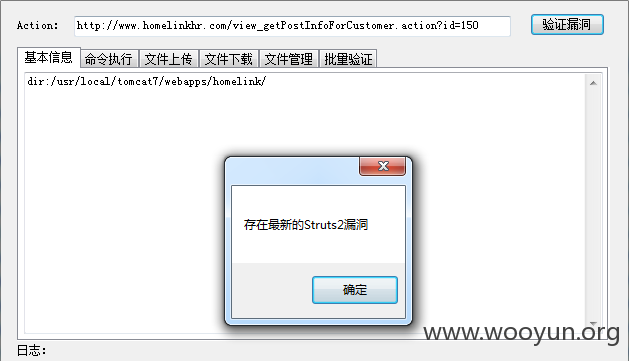 Action: http://www.homelinkhr.com/view_getPostInfoForCustomer.action?id=150 验证漏洞
基本信息 命令执行 文件上传 文件下载 文件管理 批量验证
dir:/usr/local/tomcat7/webapps/homelink/
存在最新的Struts2漏洞
确定
www.wooyun.org
日志: